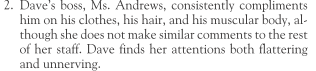 2. Dave's boss, Ms. Andrews, consistently compliments
him on his clothes, his hair, and his muscular body, al-
though she does not make similar comments to the rest
of her staff. Dave finds her attentions both flattering
and unnerving.